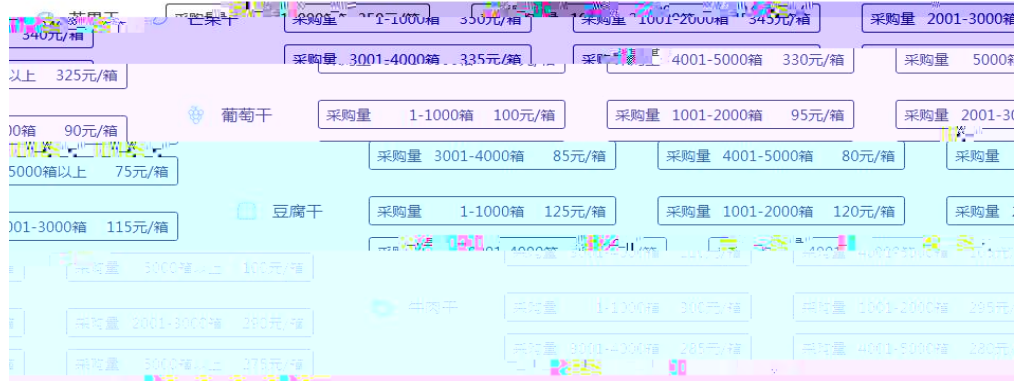 芒果干 采购量 1-1000箱 350元/箱 采购量 1001-2000箱 345元/箱 采购量 2001-3000箱
340元/箱
采购量 3001-4000箱 335元/箱 采购量 4001-5000箱 330元/箱 采购量 5000
以上 325元/箱
葡萄干 采购量 1-1000箱 100元/箱 采购量 1001-2000箱 95元/箱 采购量 2001-30
00箱 90元/箱
采购量 3001-4000箱 85元/箱 采购量 4001-5000箱 80元/箱 采购量
5000箱以上 75元/箱
豆腐干 采购量 1-1000箱 125元/箱 采购量 1001-2000箱 120元/箱 采购量
001-3000箱 115元/箱
采购量 5000箱以上 100元/箱
牛肉干 采购量 1-1000箱 300元/箱 采购量 1001-2000箱 295元
采购量 2001-3000箱 290元/箱
采购量 3001-4000箱 285元/箱 采购量 4001-5000箱 280元
采购量 5000箱以上 275元/箱